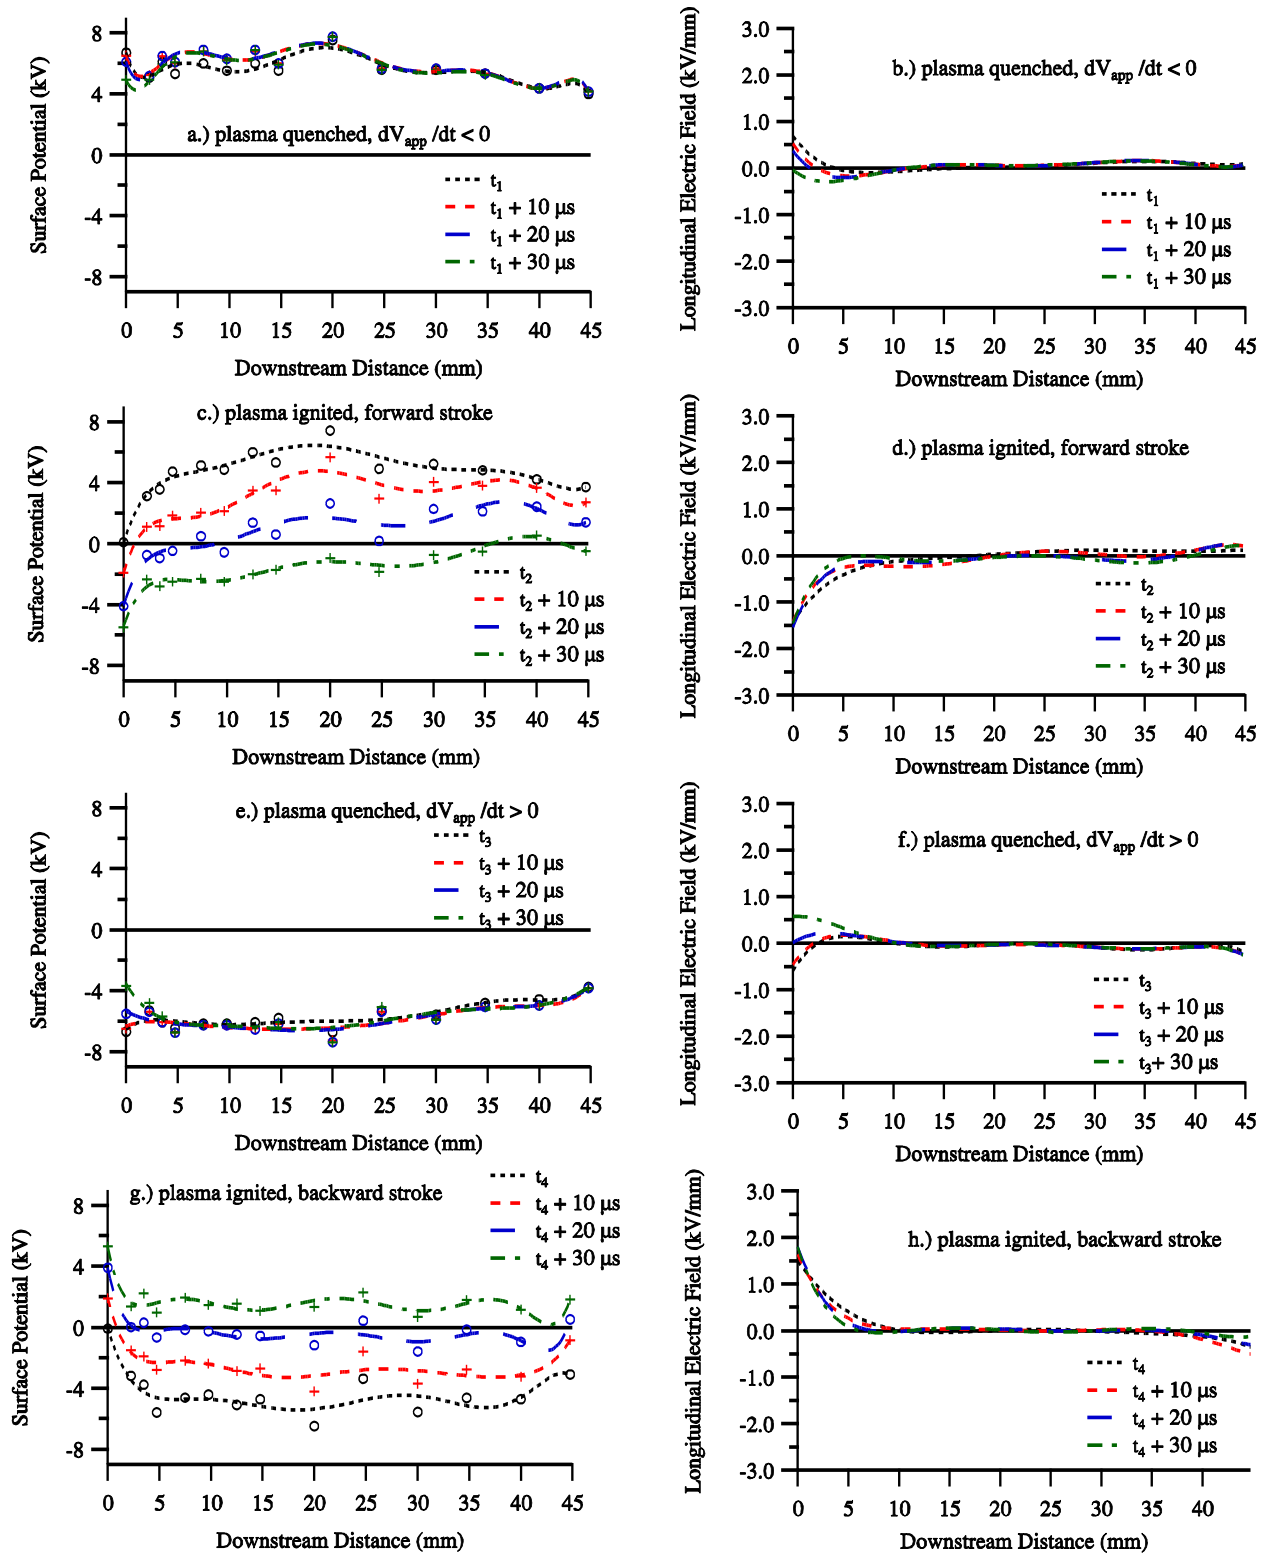 8
4
0
-4
-8
Surface Potential (kV)
a.) plasma quenched, dVapp /dt < 0
t1
t1 + 10 µs
t1 + 20 µs
t1 + 30 µs
0 5 10 15 20 25 30 35 40 45
Downstream Distance (mm)
3.0
2.0
1.0
0.0
-1.0
-2.0
-3.0
Longitudinal Electric Field (kV/mm)
b.) plasma quenched, dVapp /dt < 0
t1
t1 + 10 µs
t1 + 20 µs
t1 + 30 µs
0 5 10 15 20 25 30 35 40 45
Downstream Distance (mm)
8
4
0
-4
-8
Surface Potential (kV)
c.) plasma ignited, forward stroke
t2
t2 + 10 µs
t2 + 20 µs
t2 + 30 µs
0 5 10 15 20 25 30 35 40 45
Downstream Distance (mm)
3.0
2.0
1.0
0.0
-1.0
-2.0
-3.0
Longitudinal Electric Field (kV/mm)
d.) plasma ignited, forward stroke
t2
t2 + 10 µs
t2 + 20 µs
t2 + 30 µs
0 5 10 15 20 25 30 35 40 45
Downstream Distance (mm)
8
4
0
-4
-8
Surface Potential (kV)
e.) plasma quenched, dVapp /dt > 0
t3
t3 + 10 µs
t3 + 20 µs
t3 + 30 µs
0 5 10 15 20 25 30 35 40 45
Downstream Distance (mm)
3.0
2.0
1.0
0.0
-1.0
-2.0
-3.0
Longitudinal Electric Field (kV/mm)
f.) plasma quenched, dVapp /dt > 0
t3
t3 + 10 µs
t3 + 20 µs
t3+ 30 µs
0 5 10 15 20 25 30 35 40 45
Downstream Distance (mm)
8
4
0
-4
-8
Surface Potential (kV)
g.) plasma ignited, backward stroke
t4
t4 + 10 µs
t4 + 20 µs
t4 + 30 µs
0 5 10 15 20 25 30 35 40 45
Downstream Distance (mm)
3.0
2.0
1.0
0.0
-1.0
-2.0
-3.0
Longitudinal Electric Field (kV/mm)
h.) plasma ignited, backward stroke
t4
t4 + 10 µs
t4 + 20 µs
t4 + 30 µs
0 5 10 15 20 25 30 35 40
Downstream Distance (mm)